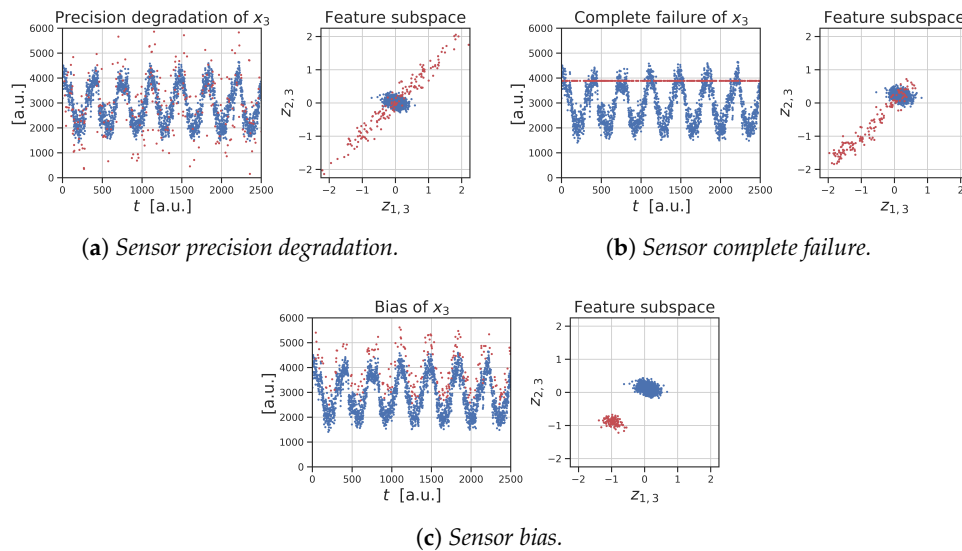 Precision degradation of x₃
Feature subspace
Complete failure of x₃
Feature subspace
6000
5000
4000
3000
2000
1000
0
[a.u.]
0 500 1000 1500 2000 2500
t [a.u.]
2
1
0
−1
−2
z₂,₃
−2 −1 0 1 2
z₁,₃
6000
5000
4000
3000
2000
1000
0
[a.u.]
0 500 1000 1500 2000 2500
t [a.u.]
2
1
0
−1
−2
z₂,₃
−2 −1 0 1 2
z₁,₃
(a) Sensor precision degradation.
(b) Sensor complete failure.
Bias of x₃
Feature subspace
6000
5000
4000
3000
2000
1000
0
[a.u.]
0 500 1000 1500 2000 2500
t [a.u.]
2
1
0
−1
−2
z₂,₃
−2 −1 0 1 2
z₁,₃
(c) Sensor bias.